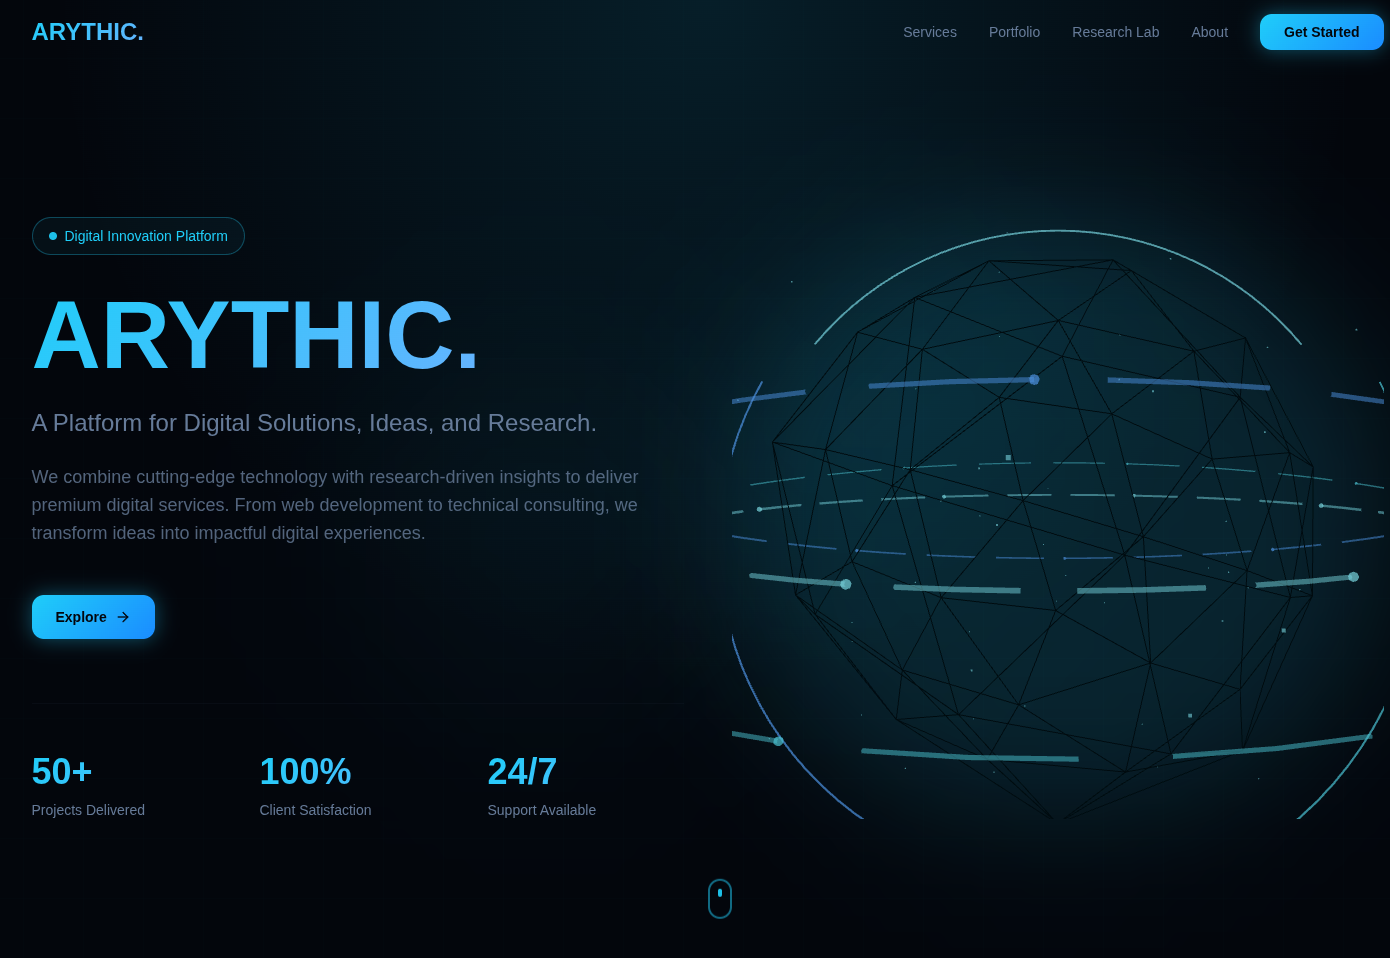 ARYTHIC.
Services
Portfolio
Research Lab
About
Get Started
Digital Innovation Platform
ARYTHIC.
A Platform for Digital Solutions, Ideas, and Research.
We combine cutting-edge technology with research-driven insights to deliver
premium digital services. From web development to technical consulting, we
transform ideas into impactful digital experiences.
Explore
50+
Projects Delivered
100%
Client Satisfaction
24/7
Support Available